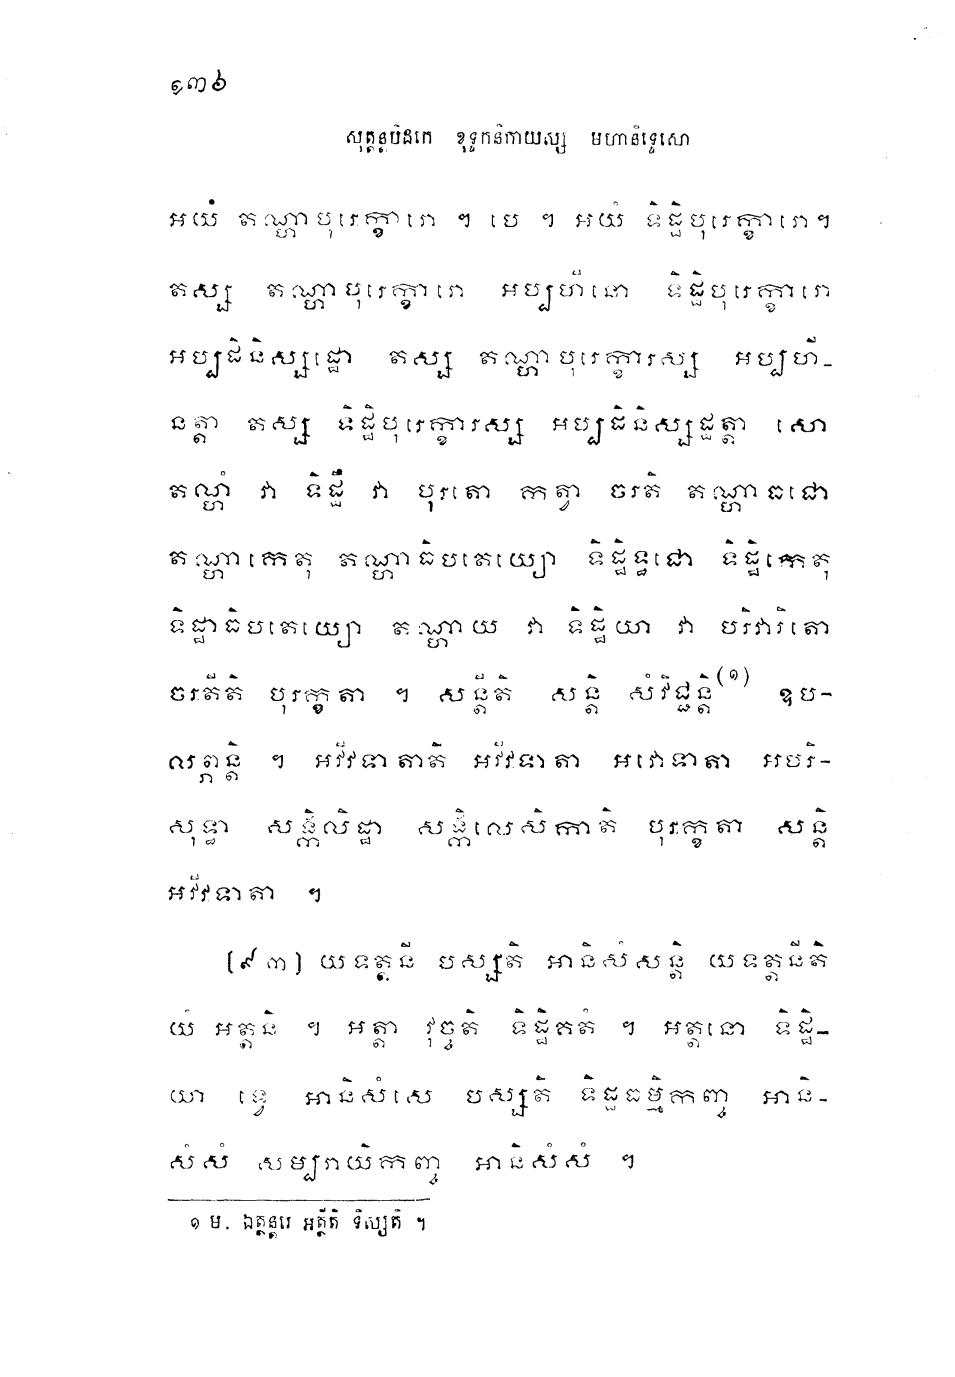 ១៣៦
សុត្តន្តបិដកេ ខុទ្ទកនិកាយស្ស មហានិទ្ទេសោ
អយំ តណ្ហាបុរេក្ខារោ ។ បេ ។ អយំ ទិដ្ឋិបុរេក្ខារោ។
តស្ស តណ្ហាបុរេក្ខារោ អប្បហីនោ ទិដ្ឋិបុរេក្ខារោ
អប្បដិនិស្សដ្ឋោ តស្ស តណ្ហាបុរេក្ខារស្ស អប្បហី-
នត្តា តស្ស ទិដ្ឋិបុរេក្ខារស្ស អប្បដិនិស្សដ្ឋត្តា សោ
តណ្ហំ វា ទិដ្ឋឹ វា បុរតោ កត្វា ចរតិ តណ្ហាធជោ
តណ្ហាកេតុ តណ្ហាធិបតេយ្យោ ទិដ្ឋិទ្ធជោ ទិដ្ឋិកេតុ
ទិដ្ឋាធិបតេយ្យោ តណ្ហាយ វា ទិដ្ឋិយា វា បរិវារិតោ
ចរតីតិ បុរក្ខតា ។ សន្តីតិ សន្តិ សំវិជ្ជន្តិ(១) ឧប-
លព្ភន្តិ ។ អវីវទាតាតិ អវីវទាតា អវោទាតា អបរិ-
សុទ្ធា សង្កិលិដ្ឋា សង្កិលេសិកាតិ បុរក្ខតា សន្តិ
អវីវទាតា ។
[៩៣] យទត្តនី បស្សតិ អានិសំសន្តិ យទត្តនីតិ
យំ អត្តនិ ។ អត្តា វុច្ចតិ ទិដ្ឋិគតំ ។ អត្តនោ ទិដ្ឋិ-
យា ទ្វេ អានិសំសេ បស្សតិ ទិដ្ឋធម្មិកញ្ច អានិ-
សំសំ សម្បរាយិកញ្ច អានិសំសំ ។
១ ម. ឯត្ថន្តរេ អត្ថីតិ ទិស្សតិ ។